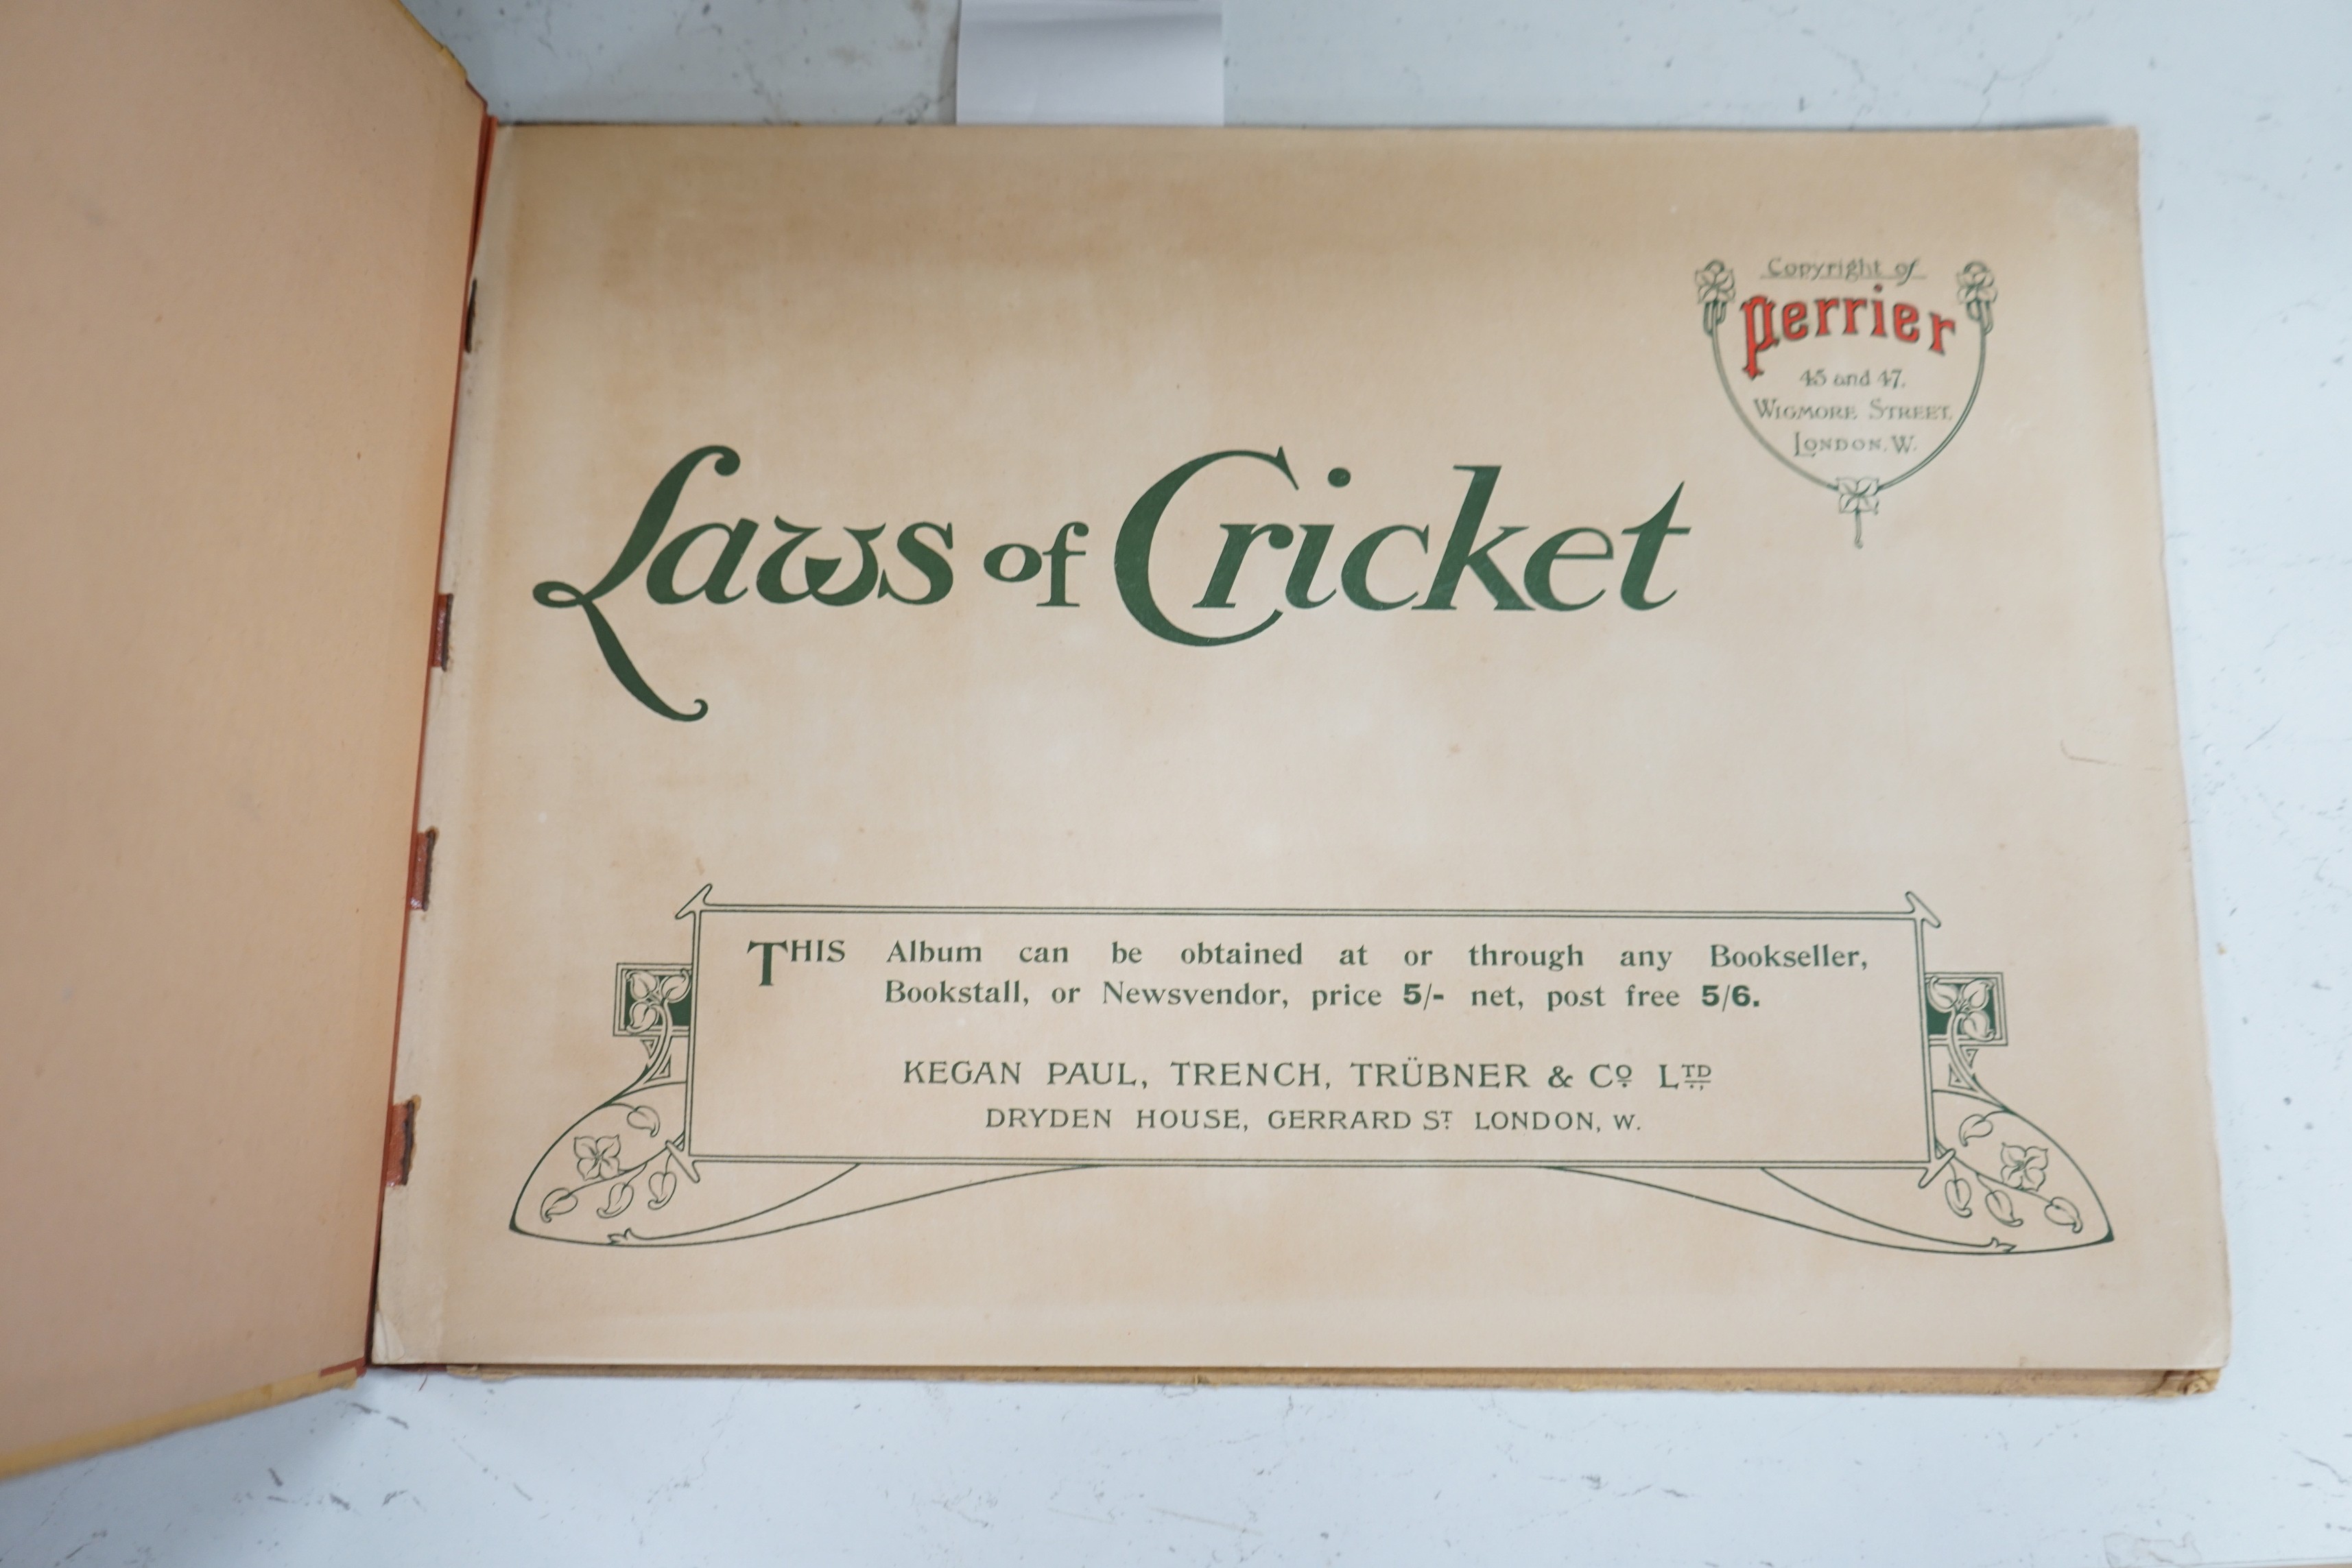 Copyright of
Perrier
45 and 47,
WIGMORE STREET,
LONDON, W.
Laws of Cricket
THIS Album can be obtained at or through any Bookseller,
Bookstall, or Newsvendor, price 5/- net, post free 5/6.
KEGAN PAUL, TRENCH, TRÜBNER & Cº LTD.
DRYDEN HOUSE, GERRARD ST. LONDON, W.